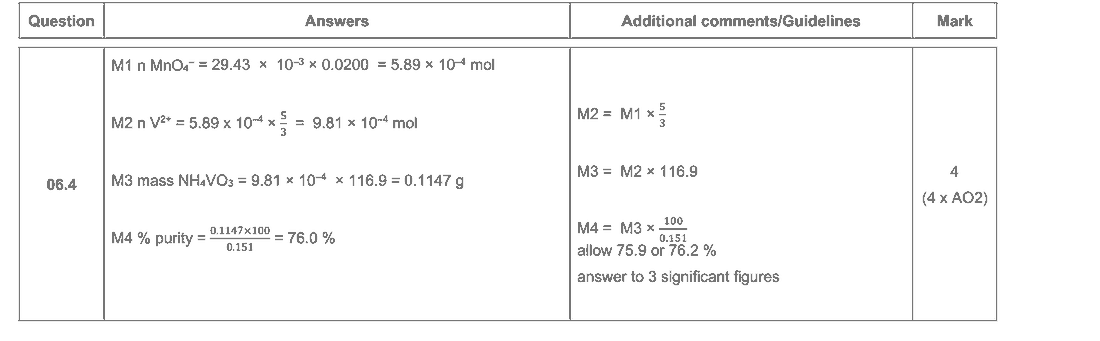 Question Answers Additional comments/Guidelines Mark
M1 n MnO₄⁻ = 29.43 × 10⁻³ × 0.0200 = 5.89 × 10⁻⁴ mol
M2 n V²⁺ = 5.89 x 10⁻⁴ × 5/3 = 9.81 × 10⁻⁴ mol
M2 = M1 × 5/3
06.4
M3 mass NH₄VO₃ = 9.81 × 10⁻⁴ × 116.9 = 0.1147 g
M3 = M2 × 116.9
4
(4 x AO2)
M4 % purity = 0.1147×100/0.151 = 76.0 %
M4 = M3 × 100/0.151
allow 75.9 or 76.2 %
answer to 3 significant figures